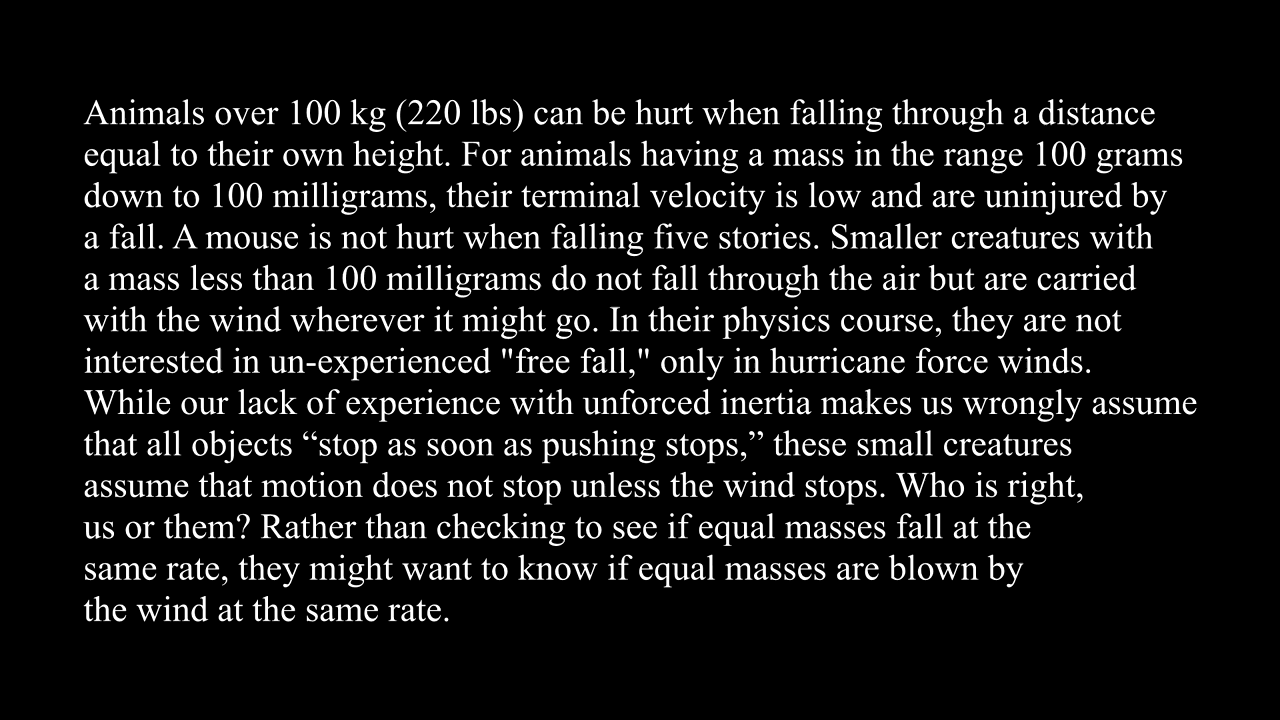 Animals over 100 kg (220 lbs) can be hurt when falling through a distance
equal to their own height. For animals having a mass in the range 100 grams
down to 100 milligrams, their terminal velocity is low and are uninjured by
a fall. A mouse is not hurt when falling five stories. Smaller creatures with
a mass less than 100 milligrams do not fall through the air but are carried
with the wind wherever it might go. In their physics course, they are not
interested in un-experienced "free fall," only in hurricane force winds.
While our lack of experience with unforced inertia makes us wrongly assume
that all objects “stop as soon as pushing stops,” these small creatures
assume that motion does not stop unless the wind stops. Who is right,
us or them? Rather than checking to see if equal masses fall at the
same rate, they might want to know if equal masses are blown by
the wind at the same rate.